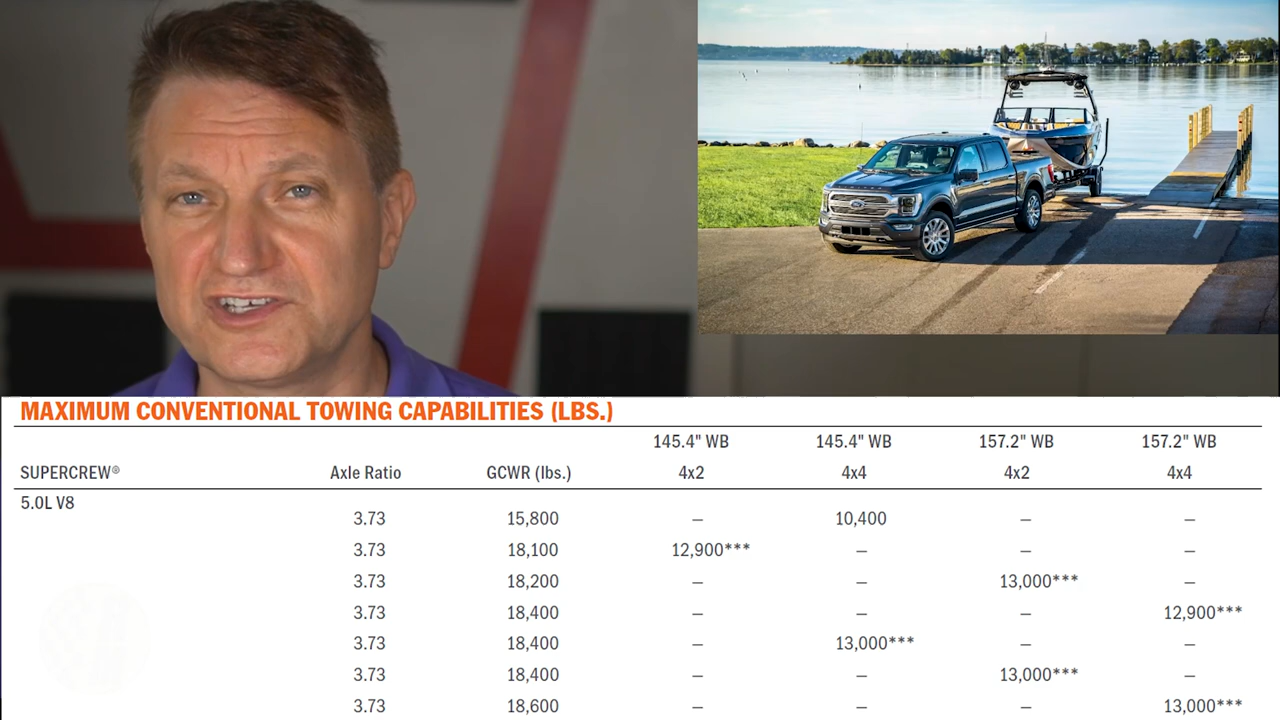 MAXIMUM CONVENTIONAL TOWING CAPABILITIES (LBS.)
145.4" WB 145.4" WB 157.2" WB 157.2" WB
SUPERCREW® Axle Ratio GCWR (lbs.) 4x2 4x4 4x2 4x4
5.0L V8
3.73 15,800 – 10,400 – –
3.73 18,100 12,900*** – – –
3.73 18,200 – – 13,000*** –
3.73 18,400 – – – 12,900***
3.73 18,400 – 13,000*** – –
3.73 18,400 – – 13,000*** –
3.73 18,600 – – – 13,000***